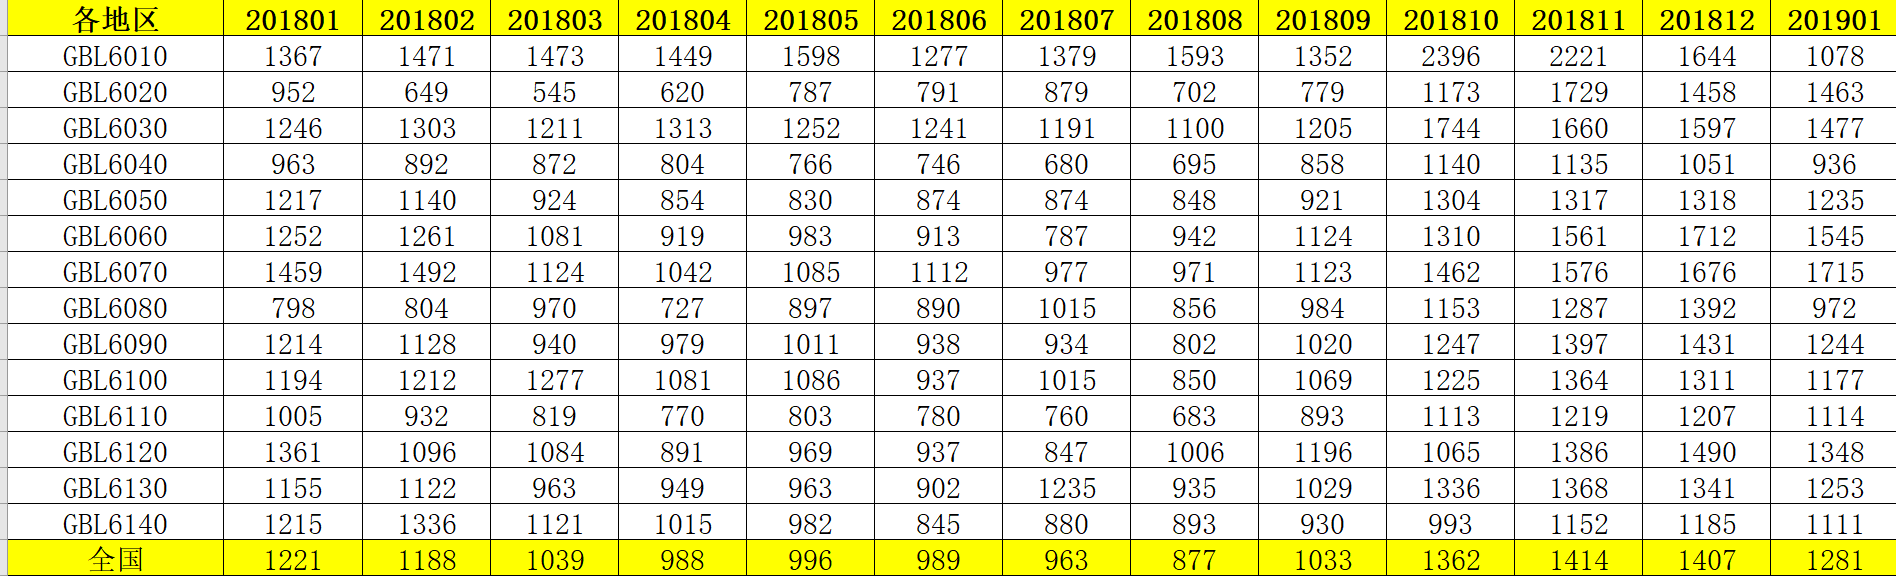 各地区 201801 201802 201803 201804 201805 201806 201807 201808 201809 201810 201811 201812 201901
GBL6010 1367 1471 1473 1449 1598 1277 1379 1593 1352 2396 2221 1644 1078
GBL6020 952 649 545 620 787 791 879 702 779 1173 1729 1458 1463
GBL6030 1246 1303 1211 1313 1252 1241 1191 1100 1205 1744 1660 1597 1477
GBL6040 963 892 872 804 766 746 680 695 858 1140 1135 1051 936
GBL6050 1217 1140 924 854 830 874 874 848 921 1304 1317 1318 1235
GBL6060 1252 1261 1081 919 983 913 787 942 1124 1310 1561 1712 1545
GBL6070 1459 1492 1124 1042 1085 1112 977 971 1123 1462 1576 1676 1715
GBL6080 798 804 970 727 897 890 1015 856 984 1153 1287 1392 972
GBL6090 1214 1128 940 979 1011 938 934 802 1020 1247 1397 1431 1244
GBL6100 1194 1212 1277 1081 1086 937 1015 850 1069 1225 1364 1311 1177
GBL6110 1005 932 819 770 803 780 760 683 893 1113 1219 1207 1114
GBL6120 1361 1096 1084 891 969 937 847 1006 1196 1065 1386 1490 1348
GBL6130 1155 1122 963 949 963 902 1235 935 1029 1336 1368 1341 1253
GBL6140 1215 1336 1121 1015 982 845 880 893 930 993 1152 1185 1111
全国 1221 1188 1039 988 996 989 963 877 1033 1362 1414 1407 1281